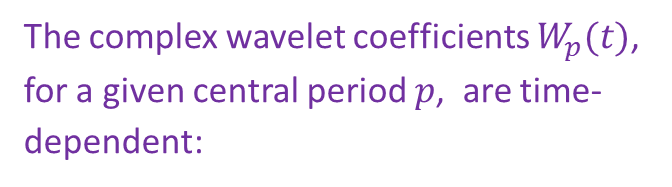 The complex wavelet coefficients $W_p(t)$,
for a given central period $p$, are time-
dependent: